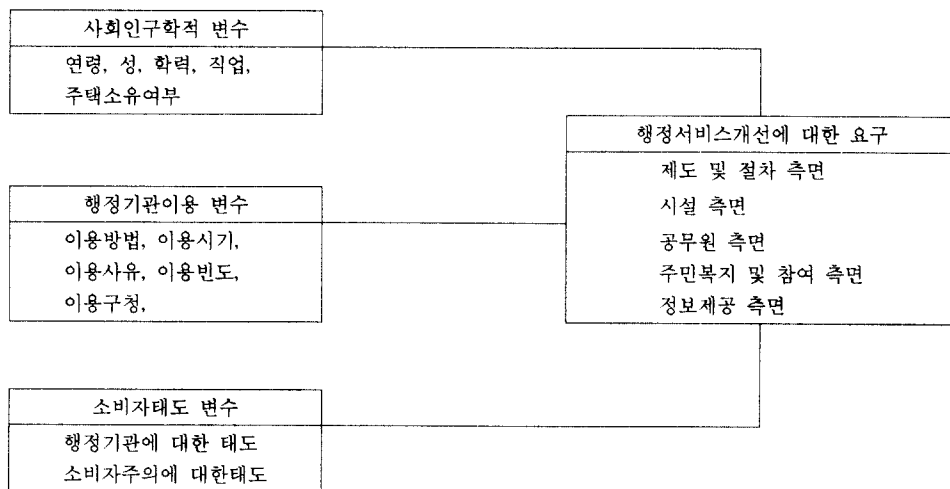 사회인구학적 변수
연령, 성, 학력, 직업,
주택소유여부
행정기관이용 변수
이용방법, 이용시기,
이용사유, 이용빈도,
이용구청,
소비자태도 변수
행정기관에 대한 태도
소비자주의에 대한태도
행정서비스개선에 대한 요구
제도 및 절차 측면
시설 측면
공무원 측면
주민복지 및 참여 측면
정보제공 측면